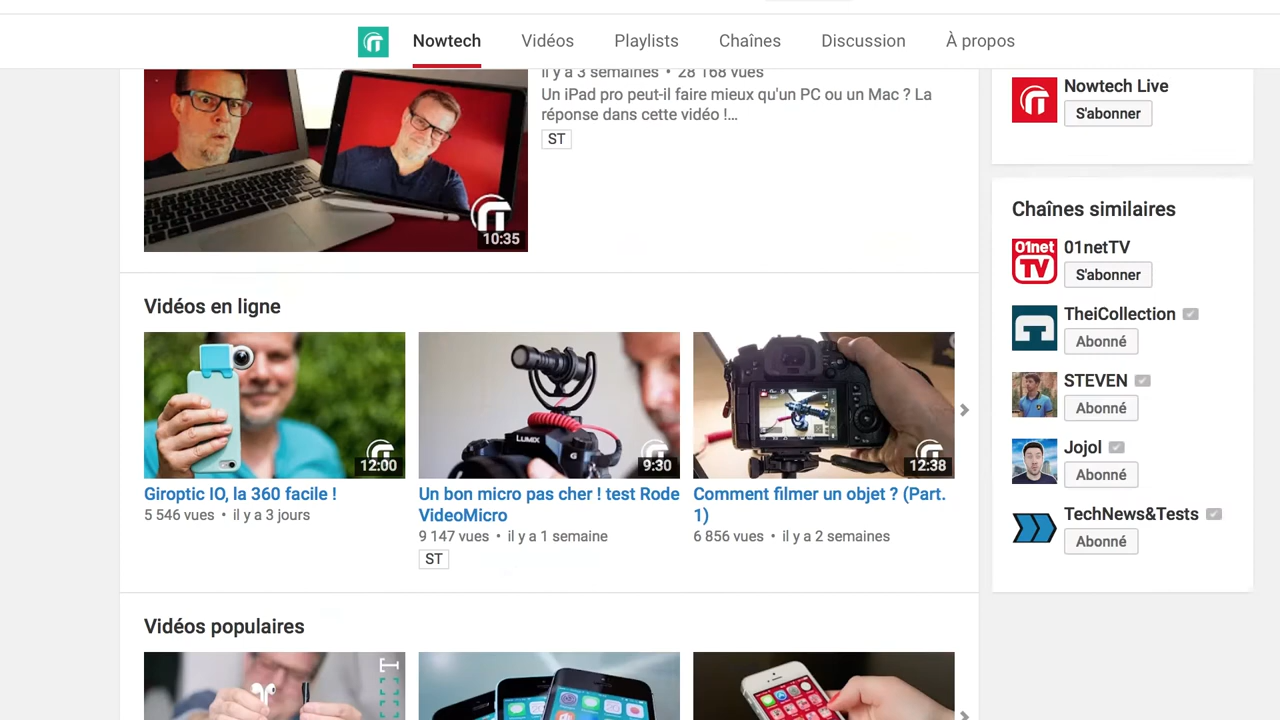 Nowtech Vidéos Playlists Chaînes Discussion À propos
il y a 3 semaines • 28 168 vues
Un iPad pro peut-il faire mieux qu'un PC ou un Mac ? La
réponse dans cette vidéo !...
ST
10:35
Nowtech Live
S'abonner
Chaînes similaires
01net
TV
01netTV
S'abonner
TheiCollection
Abonné
STEVEN
Abonné
Jojol
Abonné
TechNews&Tests
Abonné
Vidéos en ligne
12:00
LUMIX
G
9:30
12:38
Giroptic IO, la 360 facile !
5 546 vues • il y a 3 jours
Un bon micro pas cher ! test Rode
VideoMicro
9 147 vues • il y a 1 semaine
ST
Comment filmer un objet ? (Part.
1)
6 856 vues • il y a 2 semaines
Vidéos populaires